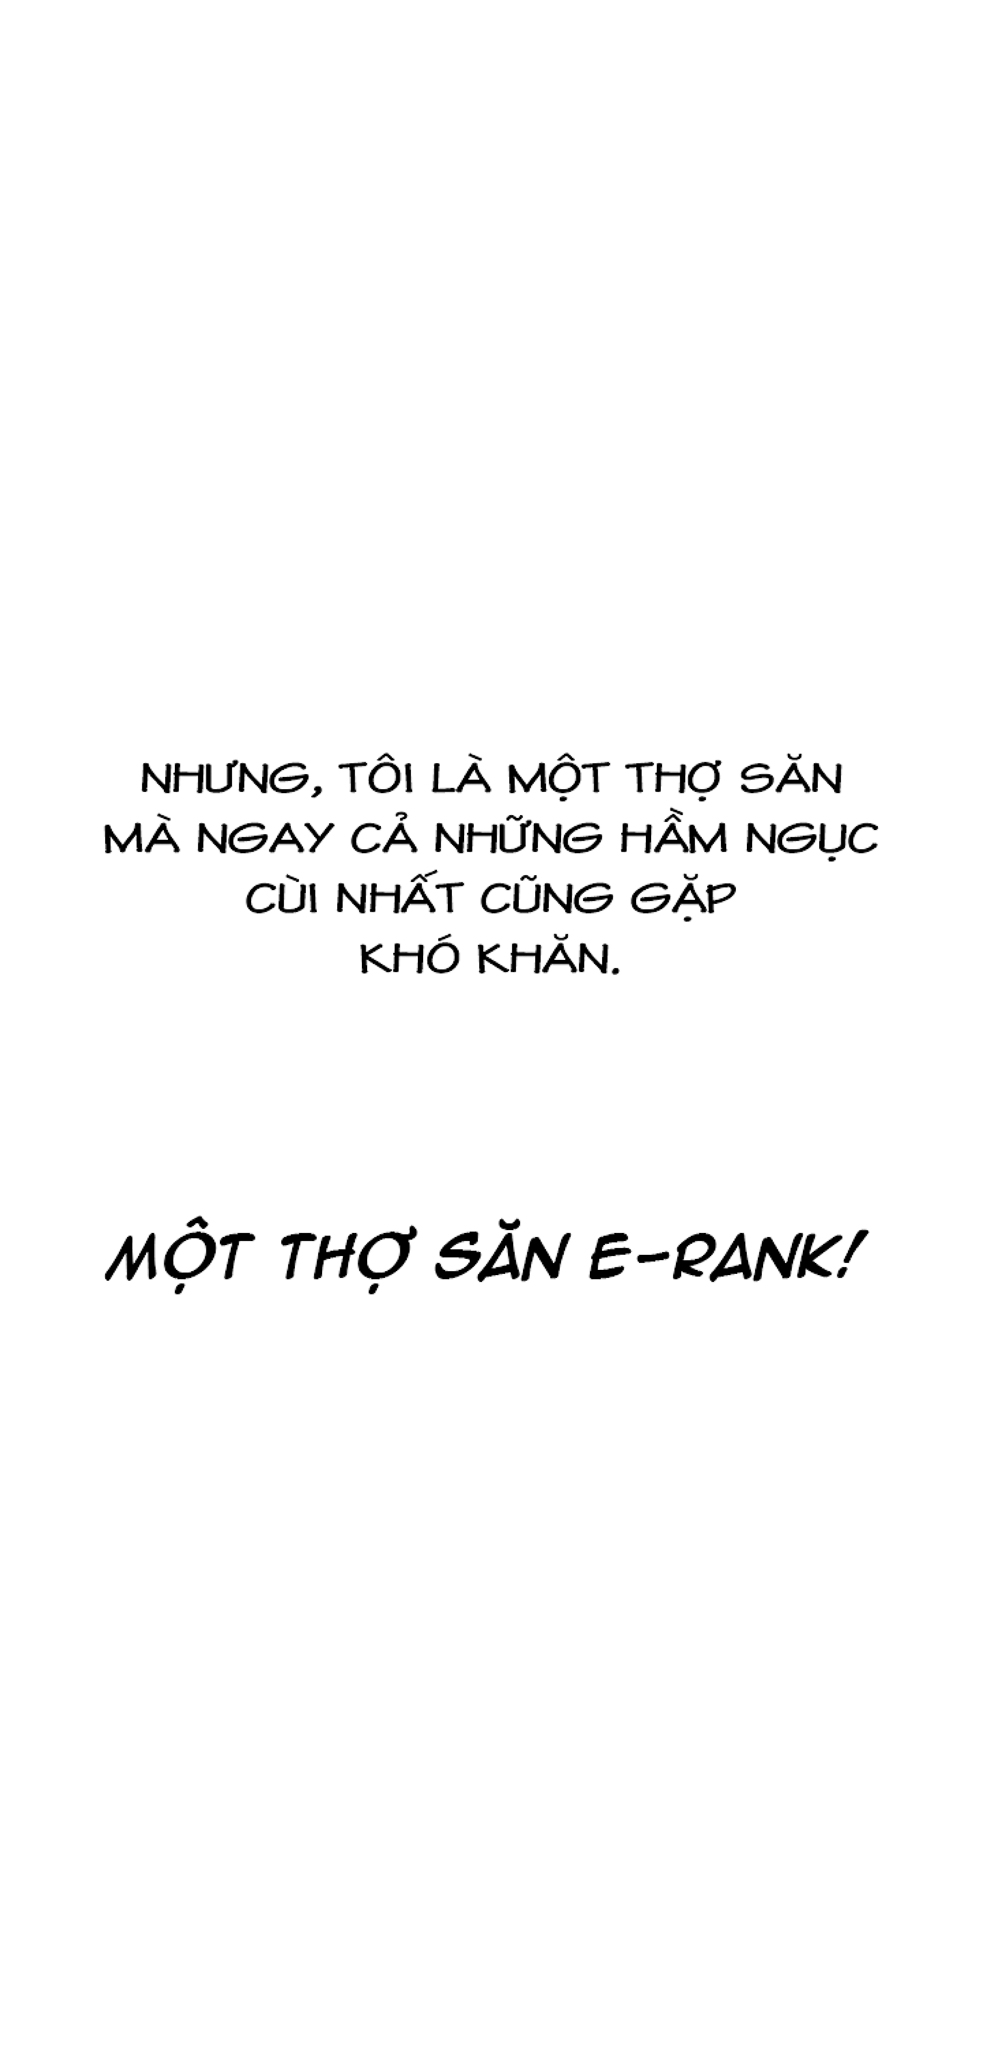 NHƯNG, TÔI LÀ MỘT THỢ SĂN
MÀ NGAY CẢ NHỮNG HẦM NGỤC
CÙI NHẤT CŨNG GẶP
KHÓ KHĂN.
MỘT THỢ SĂN E-RANK!